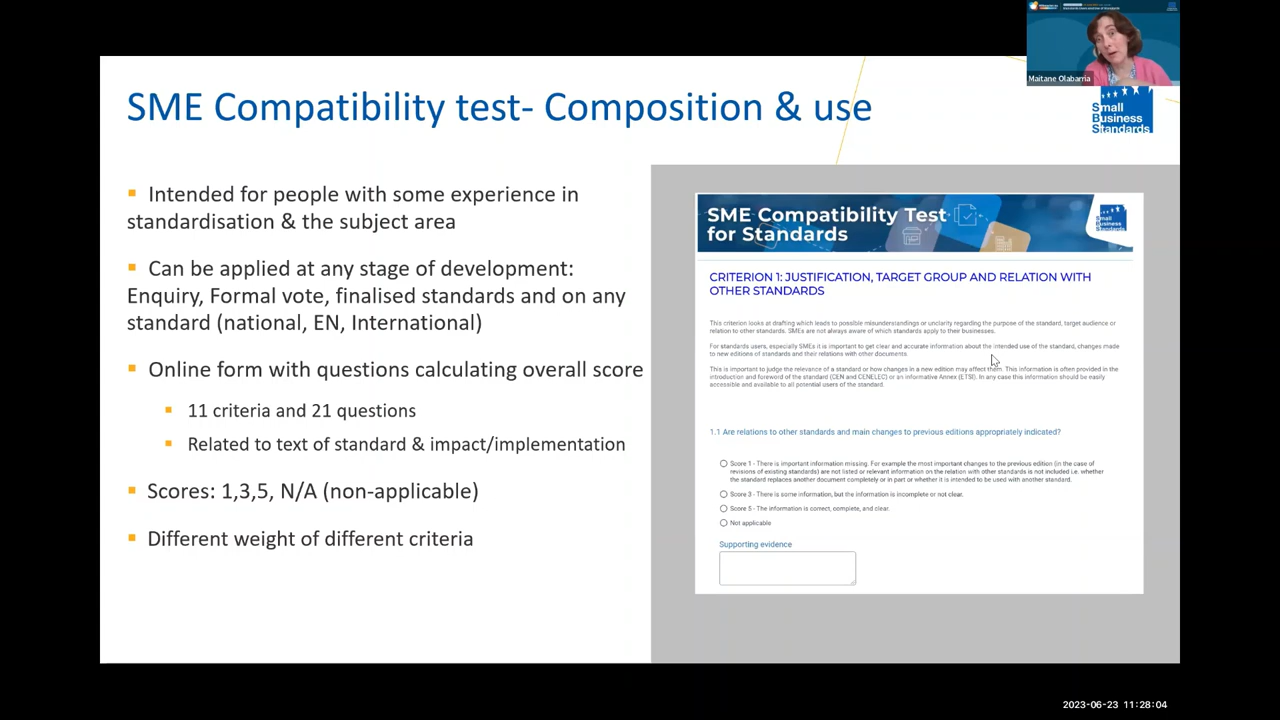 Maitane Olabarria
SME Compatibility test- Composition & use
Small
Business
Standards
Intended for people with some experience in
standardisation & the subject area
Can be applied at any stage of development:
Enquiry, Formal vote, finalised standards and on any
standard (national, EN, International)
Online form with questions calculating overall score
11 criteria and 21 questions
Related to text of standard & impact/implementation
Scores: 1,3,5, N/A (non-applicable)
Different weight of different criteria
SME Compatibility Test
for Standards
Small
Business
Standards
CRITERION 1: JUSTIFICATION, TARGET GROUP AND RELATION WITH
OTHER STANDARDS
This criterion looks at drafting which leads to possible misunderstandings or unclarity regarding the purpose of the standard, target audience or
relation to other standards. SMEs are not always aware of which standards apply to their businesses.
For standards users, especially SMEs it is important to get clear and accurate information about the intended use of the standard, changes made
to new editions of standards and their relations with other documents.
This is important to judge the relevance of a standard or how changes in a new edition may affect them. This information is often provided in the
introduction and foreword of the standard (CEN and CENELEC) or an informative Annex (ETSI). In any case this information should be easily
accessible and available to all potential users of the standard.
1.1 Are relations to other standards and main changes to previous editions appropriately indicated?
Score 1 - There is important information missing. For example the most important changes to the previous edition (in the case of
revisions of existing standards) are not listed or relevant information on the relation with other standards is not included i.e. whether
the standard replaces another document completely or in part or whether it is intended to be used with another standard.
Score 3 - There is some information, but the information is incomplete or not clear.
Score 5 - The information is correct, complete, and clear.
Not applicable
Supporting evidence
2023-06-23 11:28:04